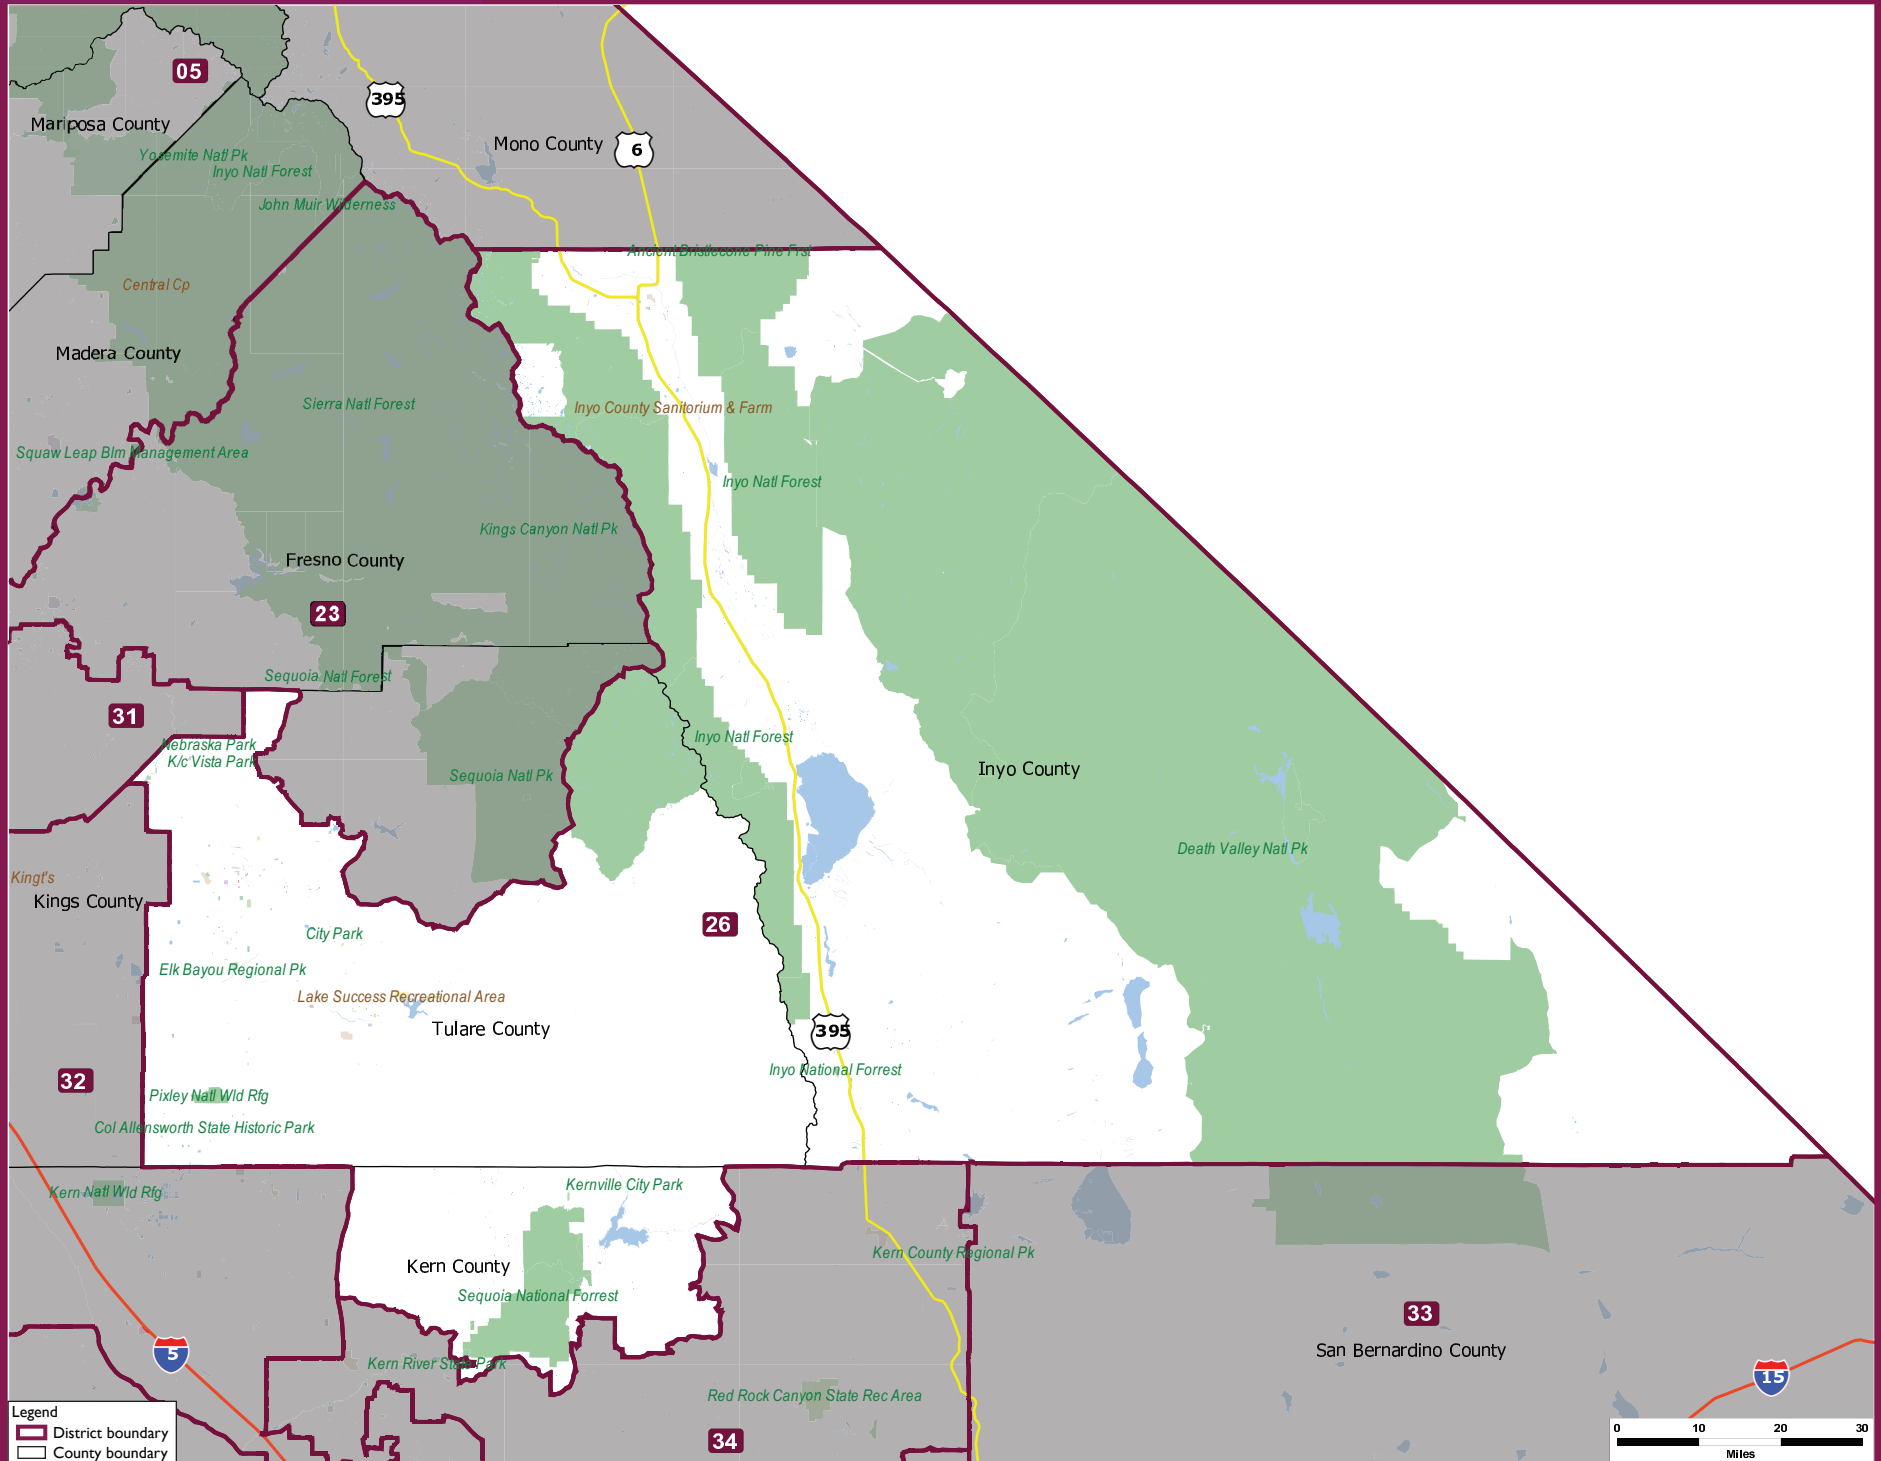 05
395
Mariposa County
Mono County
6
Yosemite Natl Pk
Inyo Natl Forest
John Muir Wilderness
Ancient Bristlecone Pine Frst
Central Cp
Madera County
Sierra Natl Forest
Inyo County Sanitorium & Farm
Squaw Leap Blm Management Area
Inyo Natl Forest
Kings Canyon Natl Pk
Fresno County
23
Sequoia Natl Forest
31
Nebraska Park
K/c Vista Park
Inyo Natl Forest
Sequoia Natl Pk
Inyo County
Death Valley Natl Pk
Kingt's
Kings County
26
City Park
Elk Bayou Regional Pk
Lake Success Recreational Area
Tulare County
395
Inyo National Forrest
32
Pixley Natl Wld Rfg
Col Allensworth State Historic Park
Kern Natl Wld Rfg
Kernville City Park
Kern County Regional Pk
Kern County
Sequoia National Forrest
33
San Bernardino County
5
Kern River State Park
15
Red Rock Canyon State Rec Area
34
Legend
District boundary
County boundary
0 10 20 30
Miles